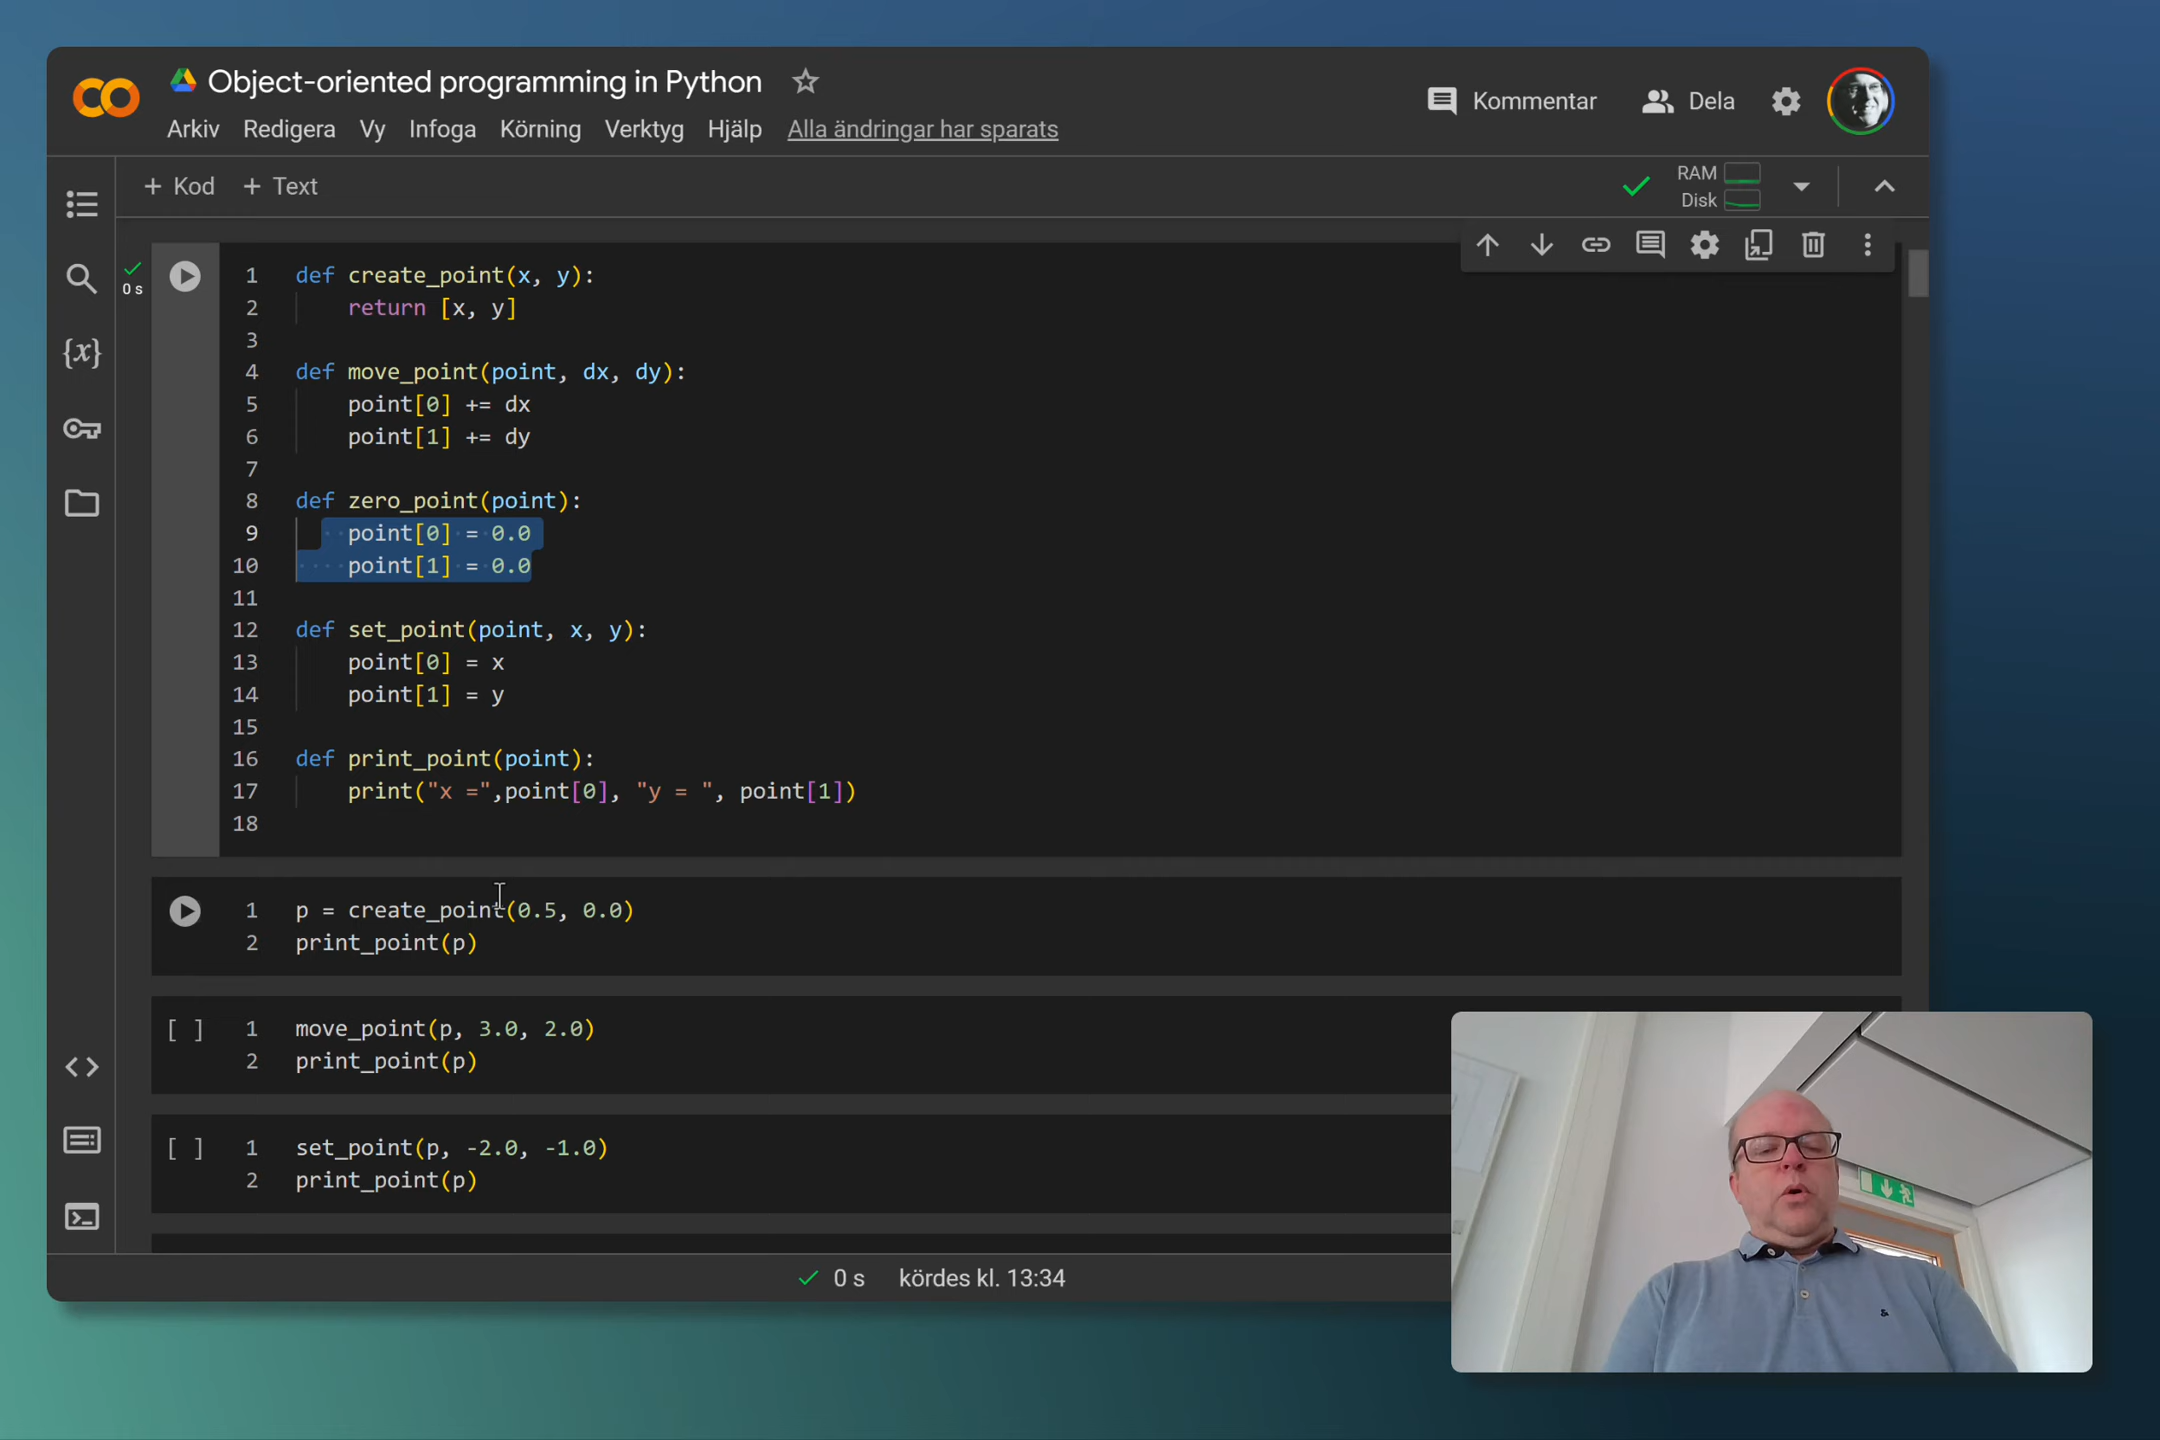 Object-oriented programming in Python
Kommentar
Dela
Arkiv Redigera Vy Infoga Körning Verktyg Hjälp Alla ändringar har sparats
+ Kod + Text
RAM
Disk
0 s
1 def create_point(x, y):
2 return [x, y]
3
4 def move_point(point, dx, dy):
5 point[0] += dx
6 point[1] += dy
7
8 def zero_point(point):
9 point[0] = 0.0
10 point[1] = 0.0
11
12 def set_point(point, x, y):
13 point[0] = x
14 point[1] = y
15
16 def print_point(point):
17 print("x =",point[0], "y = ", point[1])
18
1 p = create_point(0.5, 0.0)
2 print_point(p)
[ ] 1 move_point(p, 3.0, 2.0)
2 print_point(p)
[ ] 1 set_point(p, -2.0, -1.0)
2 print_point(p)
0 s kördes kl. 13:34